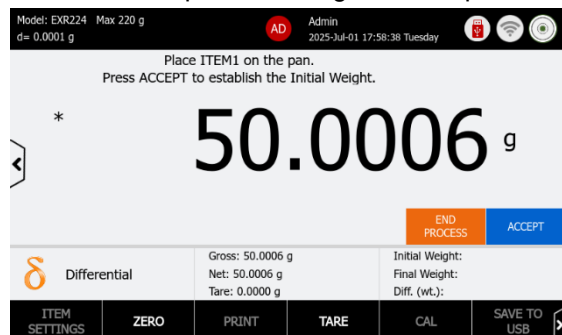 Model: EXR224 Max 220 g
d= 0.0001 g
AD
Admin
2025-Jul-01 17:58:38 Tuesday
Place ITEM1 on the pan.
Press ACCEPT to establish the Initial Weight.
*
50.0006 g
END
PROCESS
ACCEPT
δ
Differential
Gross: 50.0006 g
Net: 50.0006 g
Tare: 0.0000 g
Initial Weight:
Final Weight:
Diff. (wt.):
ITEM
SETTINGS
ZERO
PRINT
TARE
CAL
SAVE TO
USB